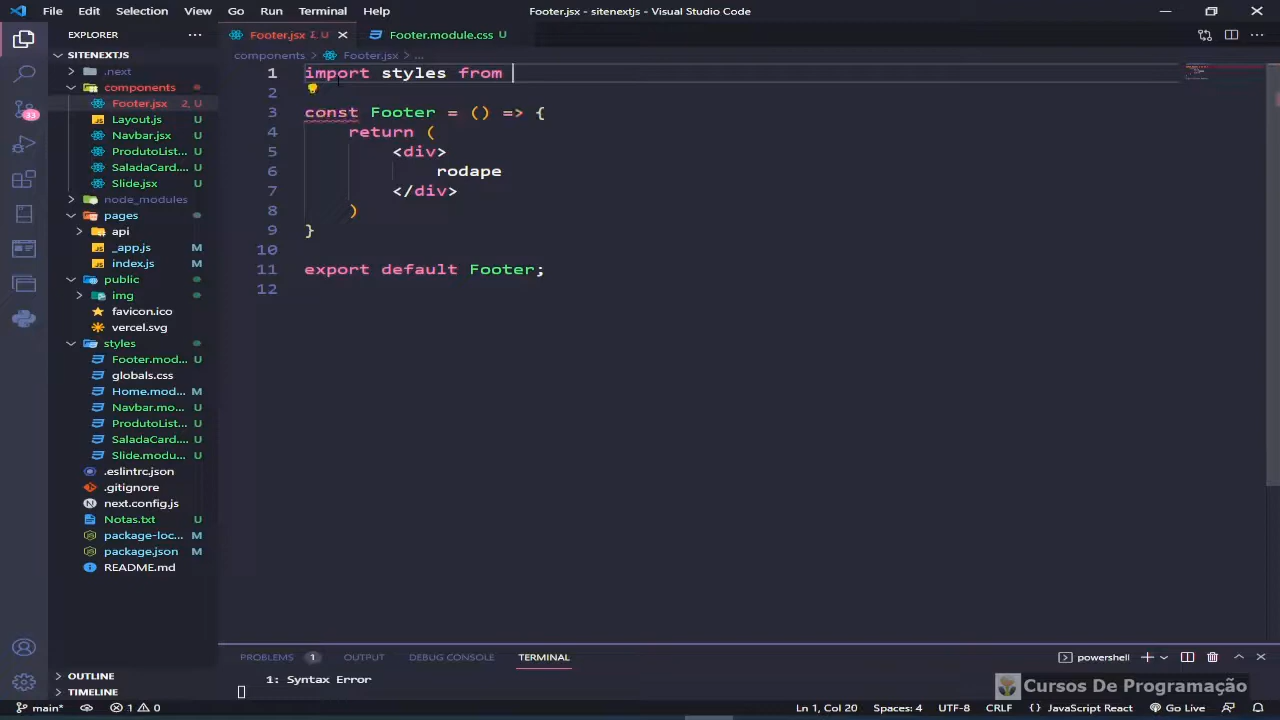 File Edit Selection View Go Run Terminal Help
Footer.jsx - sitenextjs - Visual Studio Code
EXPLORER
SITENEXTJS
.next
components
Footer.jsx 2, U
Layout.js U
Navbar.jsx U
ProdutoList... U
SaladaCard.... U
Slide.jsx U
node_modules
pages
api
_app.js M
index.js M
public
img
favicon.ico
vercel.svg
styles
Footer.mod... U
globals.css
Home.mod... M
Navbar.mo... U
ProdutoList... U
SaladaCard.... U
Slide.modu... U
.eslintrc.json
.gitignore
next.config.js
Notas.txt U
package-loc... M
package.json M
README.md
OUTLINE
TIMELINE
33
Footer.jsx 2, U
Footer.module.css U
components > Footer.jsx > ...
1 import styles from
2
3 const Footer = () => {
4 return (
5 <div>
6 rodape
7 </div>
8 )
9 }
10
11 export default Footer;
12
PROBLEMS 1 OUTPUT DEBUG CONSOLE TERMINAL
powershell
1: Syntax Error
Cursos De Programação
main* 1 0
Ln 1, Col 20 Spaces: 4 UTF-8 CRLF {} JavaScript React Go Live